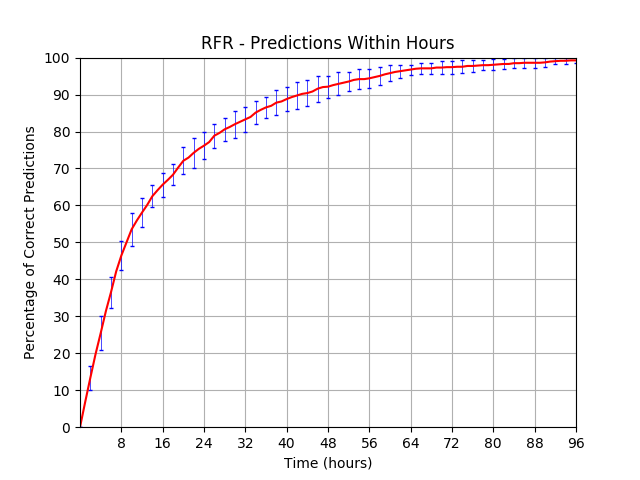 RFR - Predictions Within Hours
100
90
80
70
60
50
40
30
20
10
0
Percentage of Correct Predictions
8 16 24 32 40 48 56 64 72 80 88 96
Time (hours)